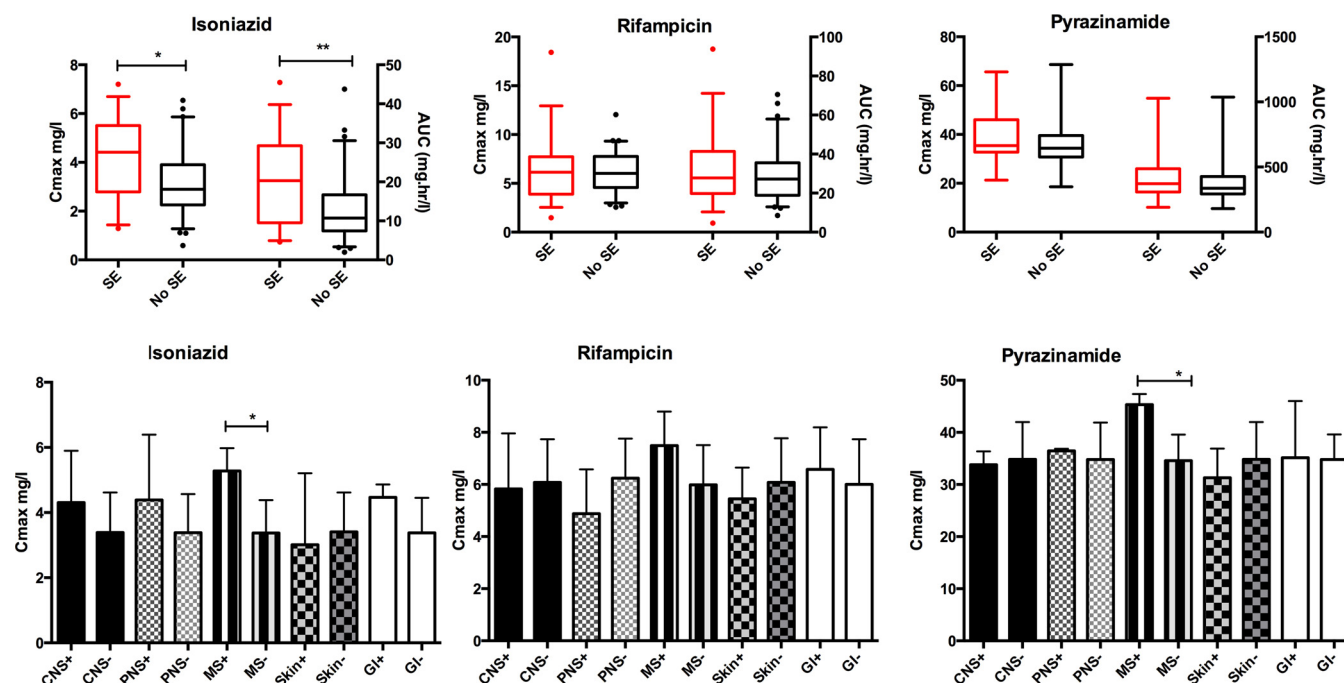 Isoniazid
Rifampicin
Pyrazinamide
* **
Cmax mg/l
8
6
4
2
0
50
40
30
20
10
0
AUC (mg.hr/l)
SE No SE SE No SE
Cmax mg/l
20
15
10
5
0
100
80
60
40
20
0
AUC (mg.hr/l)
SE No SE SE No SE
Cmax mg/l
80
60
40
20
0
1500
1000
500
0
AUC (mg.hr/l)
SE No SE SE No SE
Isoniazid
Rifampicin
Pyrazinamide
*
Cmax mg/l
8
6
4
2
0
CNS+ CNS- PNS+ PNS- MS+ MS- Skin+ Skin- GI+ GI-
Cmax mg/l
10
8
6
4
2
0
CNS+ CNS- PNS+ PNS- MS+ MS- Skin+ Skin- GI+ GI-
*
Cmax mg/l
50
40
30
20
10
0
CNS+ CNS- PNS+ PNS- MS+ MS- Skin+ Skin- GI+ GI-